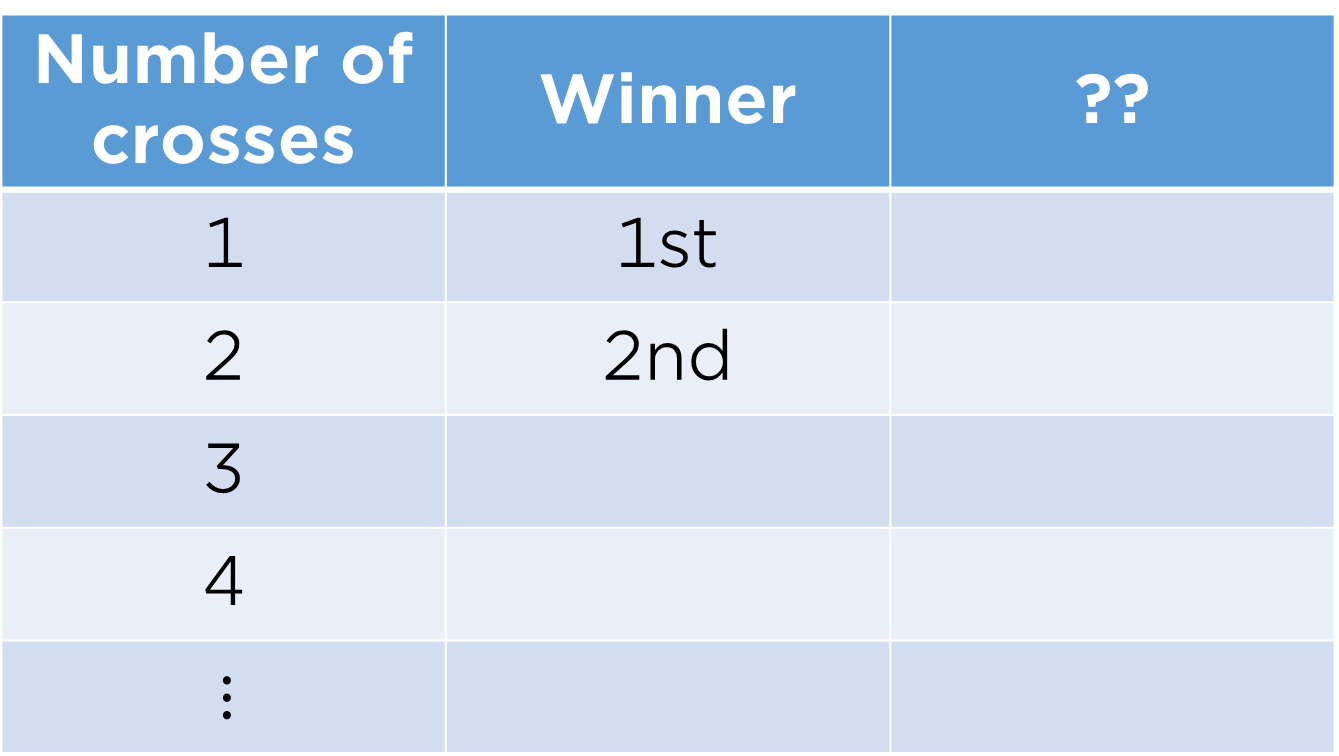 Number of
crosses
Winner
??
1
1st
2
2nd
3
4
⋮